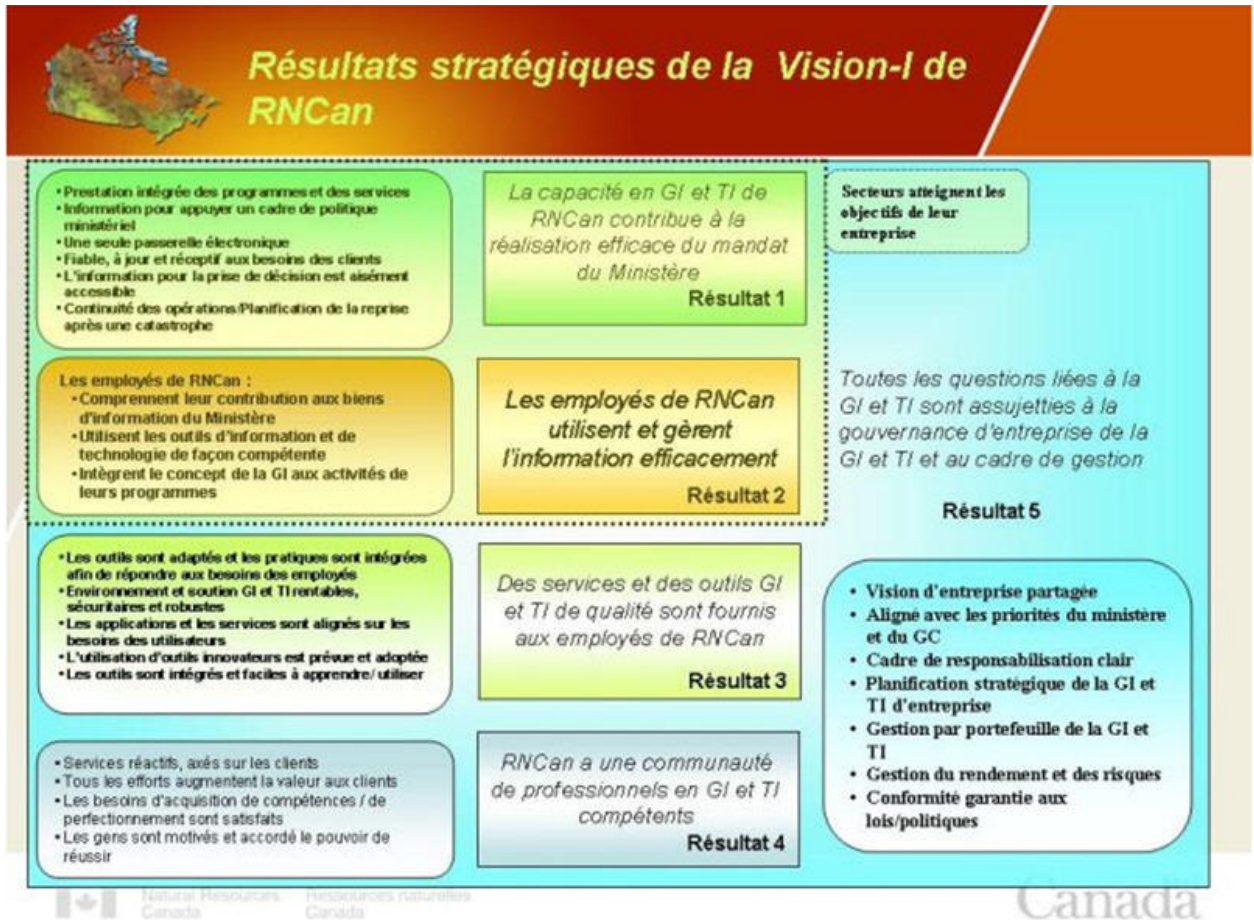 Résultats stratégiques de la Vision-I de
RNCan
• Prestation intégrée des programmes et des services
• Information pour appuyer un cadre de politique
ministériel
• Une seule passerelle électronique
• Fiable, à jour et réceptif aux besoins des clients
• L'information pour la prise de décision est aisément
accessible
• Continuité des opérations/Planification de la reprise
après une catastrophe
La capacité en GI et TI de
RNCan contribue à la
réalisation efficace du mandat
du Ministère
Résultat 1
Secteurs atteignent les
objectifs de leur
entreprise
Les employés de RNCan :
• Comprennent leur contribution aux biens
d'information du Ministère
• Utilisent les outils d'information et de
technologie de façon compétente
• Intègrent le concept de la GI aux activités de
leurs programmes
Les employés de RNCan
utilisent et gèrent
l'information efficacement
Résultat 2
Toutes les questions liées à la
GI et TI sont assujetties à la
gouvernance d'entreprise de la
GI et TI et au cadre de gestion
Résultat 5
• Les outils sont adaptés et les pratiques sont intégrées
afin de répondre aux besoins des employés
• Environnement et soutien GI et TI rentables,
sécuritaires et robustes
• Les applications et les services sont alignés sur les
besoins des utilisateurs
• L'utilisation d'outils innovateurs est prévue et adoptée
• Les outils sont intégrés et faciles à apprendre/ utiliser
Des services et des outils GI
et TI de qualité sont fournis
aux employés de RNCan
Résultat 3
• Vision d'entreprise partagée
• Aligné avec les priorités du ministère
et du GC
• Cadre de responsabilisation clair
• Planification stratégique de la GI et
TI d'entreprise
• Gestion par portefeuille de la GI et
TI
• Gestion du rendement et des risques
• Conformité garantie aux
lois/politiques
• Services réactifs, axés sur les clients
• Tous les efforts augmentent la valeur aux clients
• Les besoins d'acquisition de compétences / de
perfectionnement sont satisfaits
• Les gens sont motivés et accordé le pouvoir de
réussir
RNCan a une communauté
de professionnels en GI et TI
compétents
Résultat 4
Natural Resources
Canada
Ressources naturelles
Canada
Canada